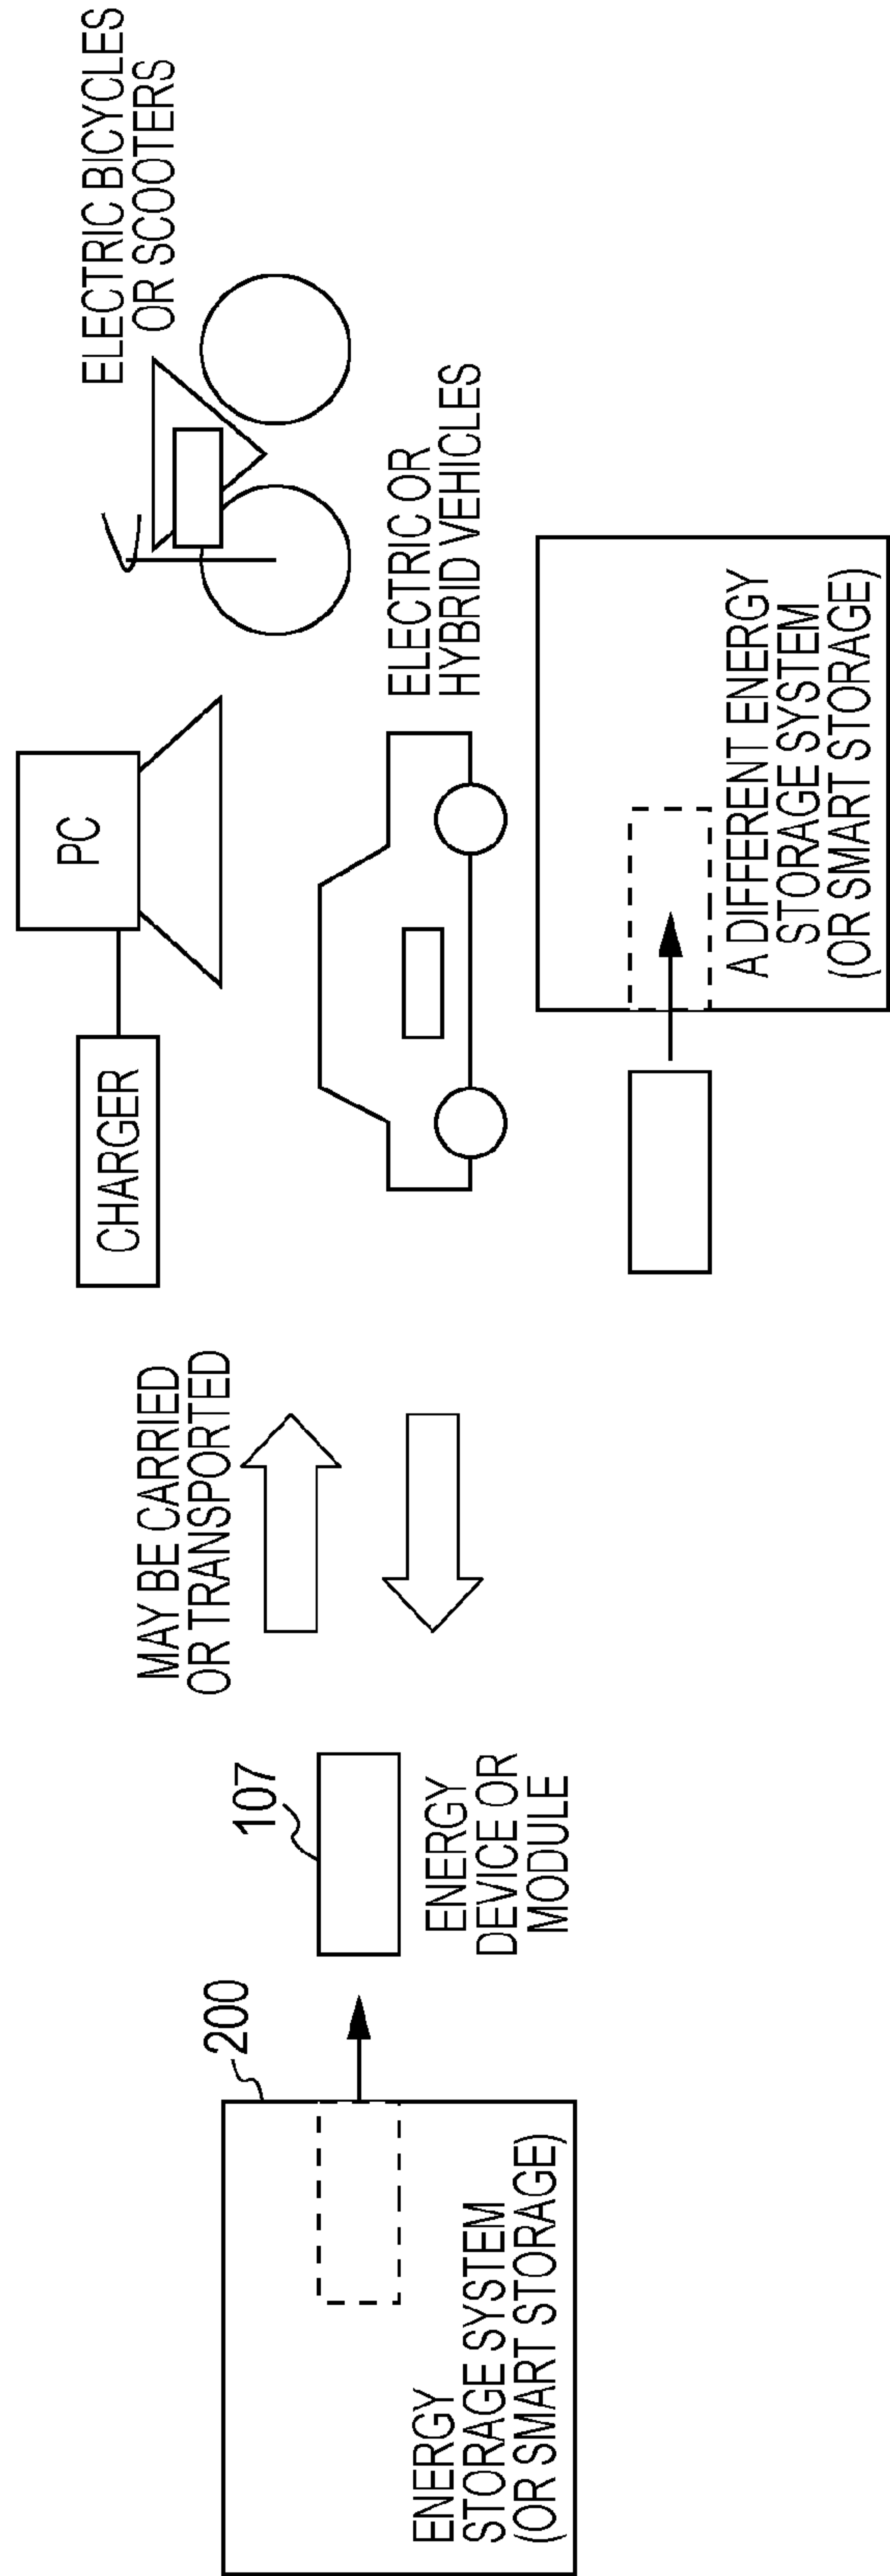 ENERGY
STORAGE SYSTEM
(OR SMART STORAGE)
200
107
ENERGY
DEVICE OR
MODULE
MAY BE CARRIED
OR TRANSPORTED
CHARGER
PC
ELECTRIC BICYCLES
OR SCOOTERS
ELECTRIC OR
HYBRID VEHICLES
A DIFFERENT ENERGY
STORAGE SYSTEM
(OR SMART STORAGE)